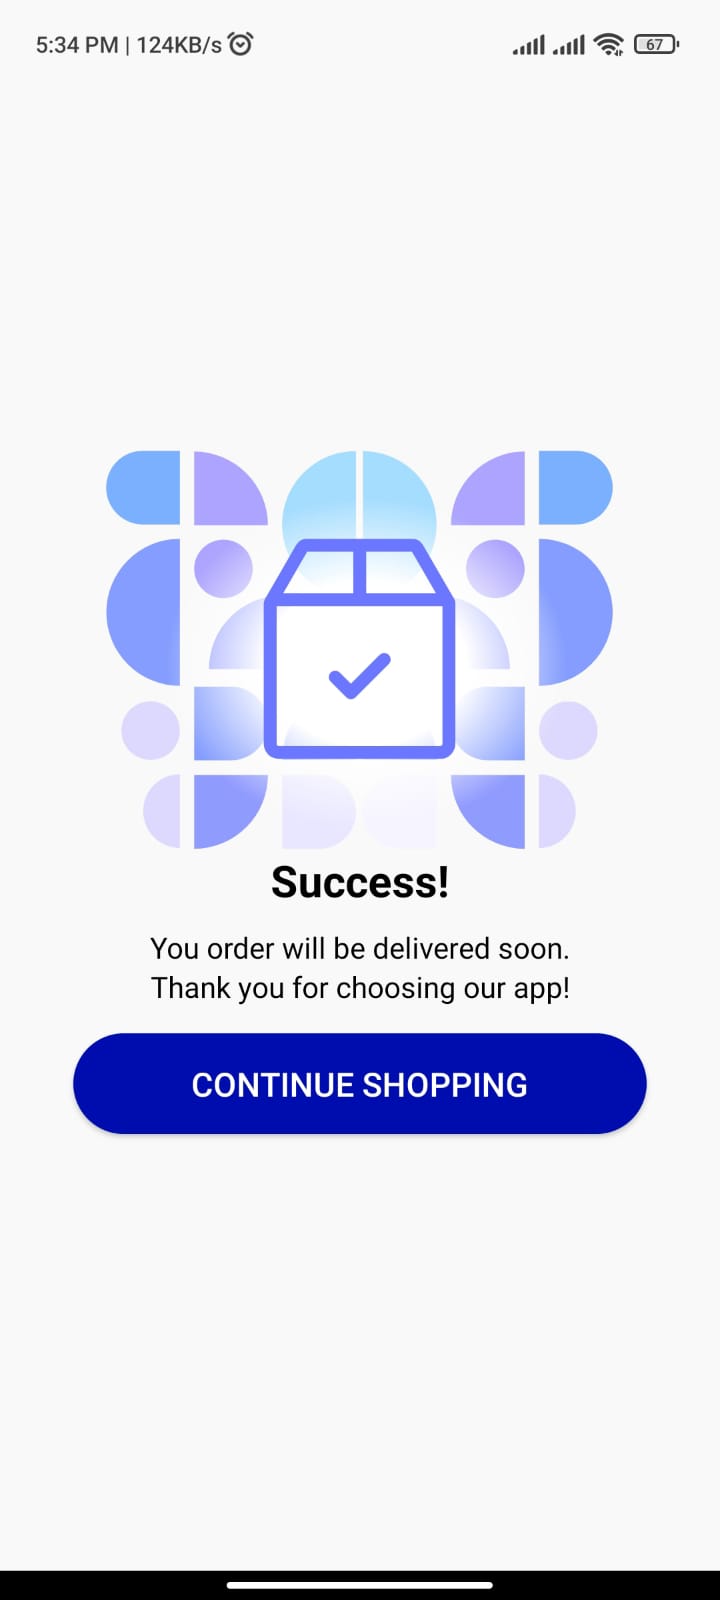 5:34 PM | 124KB/s 67
Success!
You order will be delivered soon.
Thank you for choosing our app!
CONTINUE SHOPPING